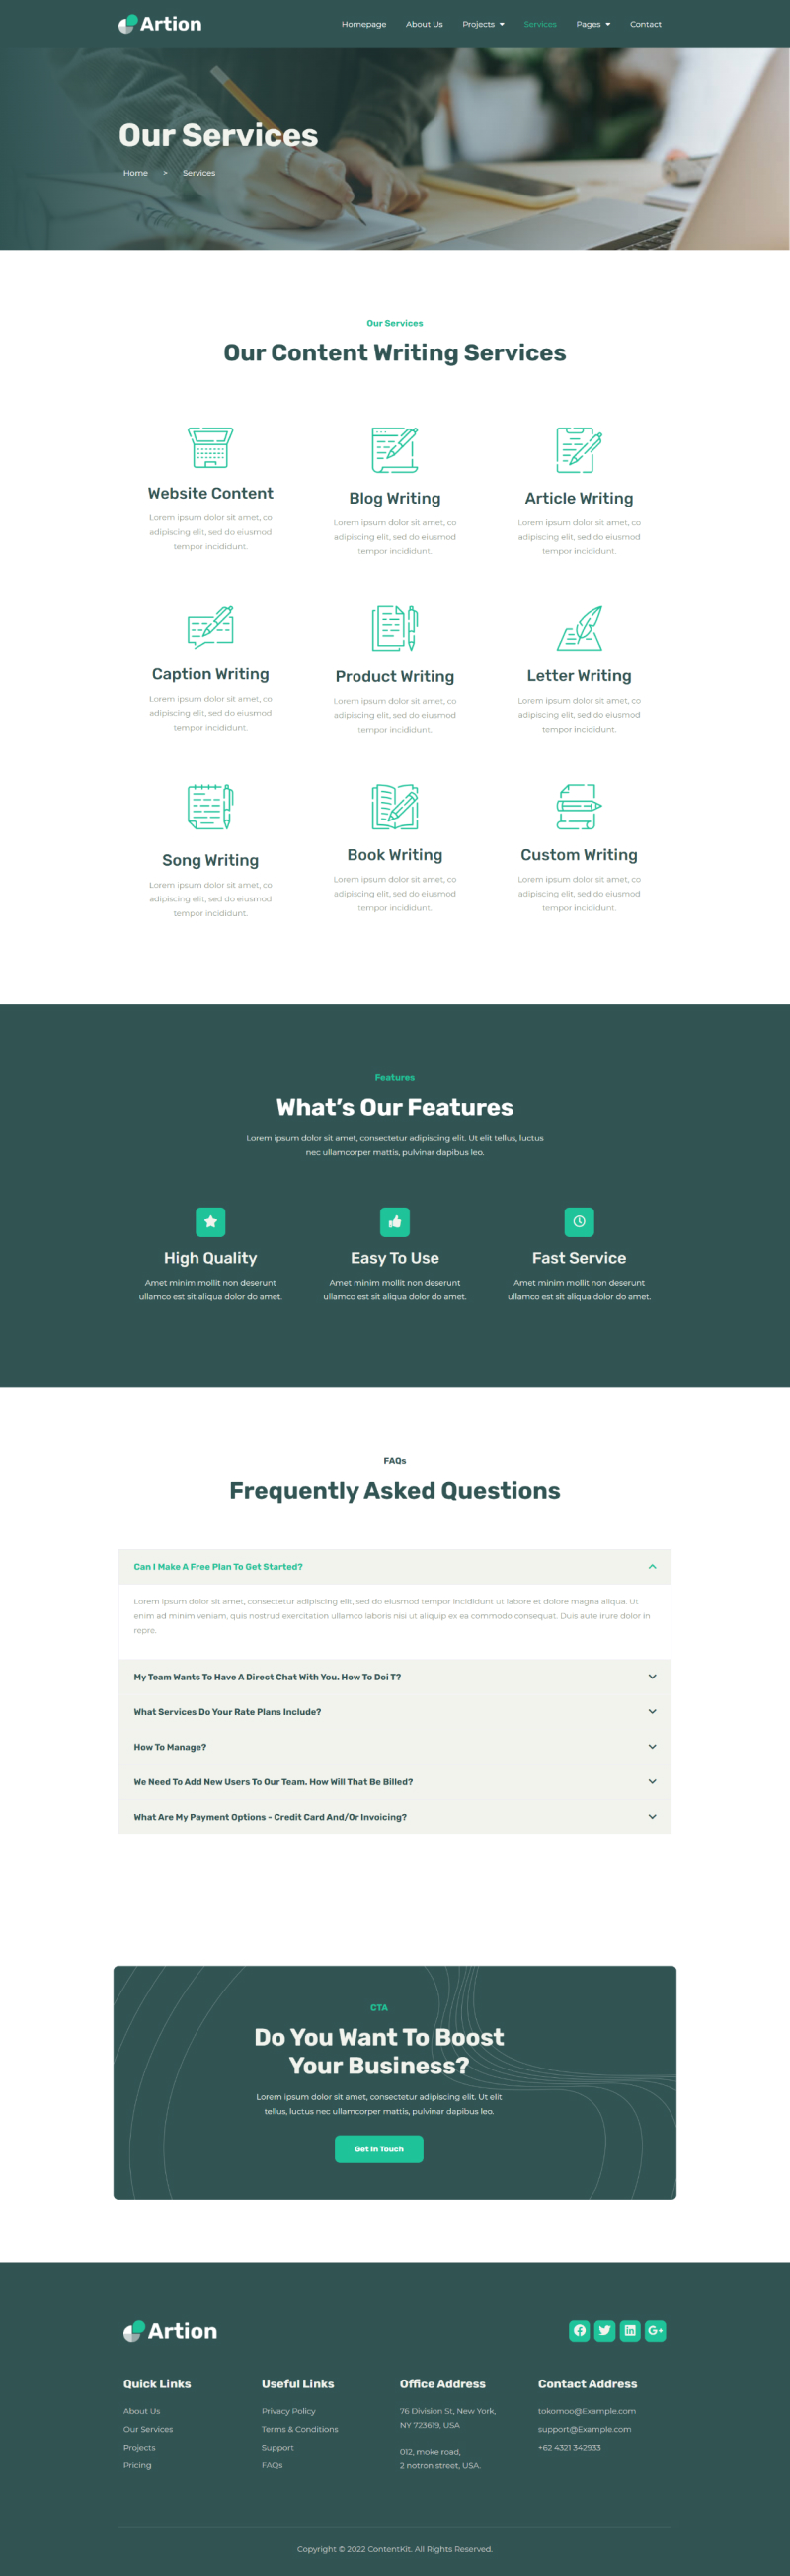 Artion
Homepage About Us Projects Services Pages Contact
Our Services
Home > Services
Our Services
Our Content Writing Services
Website Content
Lorem ipsum dolor sit amet, co
adipiscing elit, sed do eiusmod
tempor incididunt.
Blog Writing
Lorem ipsum dolor sit amet, co
adipiscing elit, sed do eiusmod
tempor incididunt.
Article Writing
Lorem ipsum dolor sit amet, co
adipiscing elit, sed do eiusmod
tempor incididunt.
Caption Writing
Lorem ipsum dolor sit amet, co
adipiscing elit, sed do eiusmod
tempor incididunt.
Product Writing
Lorem ipsum dolor sit amet, co
adipiscing elit, sed do eiusmod
tempor incididunt.
Letter Writing
Lorem ipsum dolor sit amet, co
adipiscing elit, sed do eiusmod
tempor incididunt.
Song Writing
Lorem ipsum dolor sit amet, co
adipiscing elit, sed do eiusmod
tempor incididunt.
Book Writing
Lorem ipsum dolor sit amet, co
adipiscing elit, sed do eiusmod
tempor incididunt.
Custom Writing
Lorem ipsum dolor sit amet, co
adipiscing elit, sed do eiusmod
tempor incididunt.
Features
What's Our Features
Lorem ipsum dolor sit amet, consectetur adipiscing elit. Ut elit tellus, luctus
nec ullamcorper mattis, pulvinar dapibus leo.
High Quality
Amet minim mollit non deserunt
ullamco est sit aliqua dolor do amet.
Easy To Use
Amet minim mollit non deserunt
ullamco est sit aliqua dolor do amet.
Fast Service
Amet minim mollit non deserunt
ullamco est sit aliqua dolor do amet.
FAQs
Frequently Asked Questions
Can I Make A Free Plan To Get Started?
Lorem ipsum dolor sit amet, consectetur adipiscing elit, sed do eiusmod tempor incididunt ut labore et dolore magna aliqua. Ut
enim ad minim veniam, quis nostrud exercitation ullamco laboris nisi ut aliquip ex ea commodo consequat. Duis aute irure dolor in
repre.
My Team Wants To Have A Direct Chat With You. How To Doi T?
What Services Do Your Rate Plans Include?
How To Manage?
We Need To Add New Users To Our Team. How Will That Be Billed?
What Are My Payment Options - Credit Card And/Or Invoicing?
CTA
Do You Want To Boost
Your Business?
Lorem ipsum dolor sit amet, consectetur adipiscing elit. Ut elit
tellus, luctus nec ullamcorper mattis, pulvinar dapibus leo.
Get In Touch
Artion
Quick Links
About Us
Our Services
Projects
Pricing
Useful Links
Privacy Policy
Terms & Conditions
Support
FAQs
Office Address
76 Division St, New York,
NY 723619, USA
012, moke road,
2 notron street, USA.
Contact Address
tokomoo@Example.com
support@Example.com
+62 4321 342933
Copyright © 2022 ContentKit. All Rights Reserved.